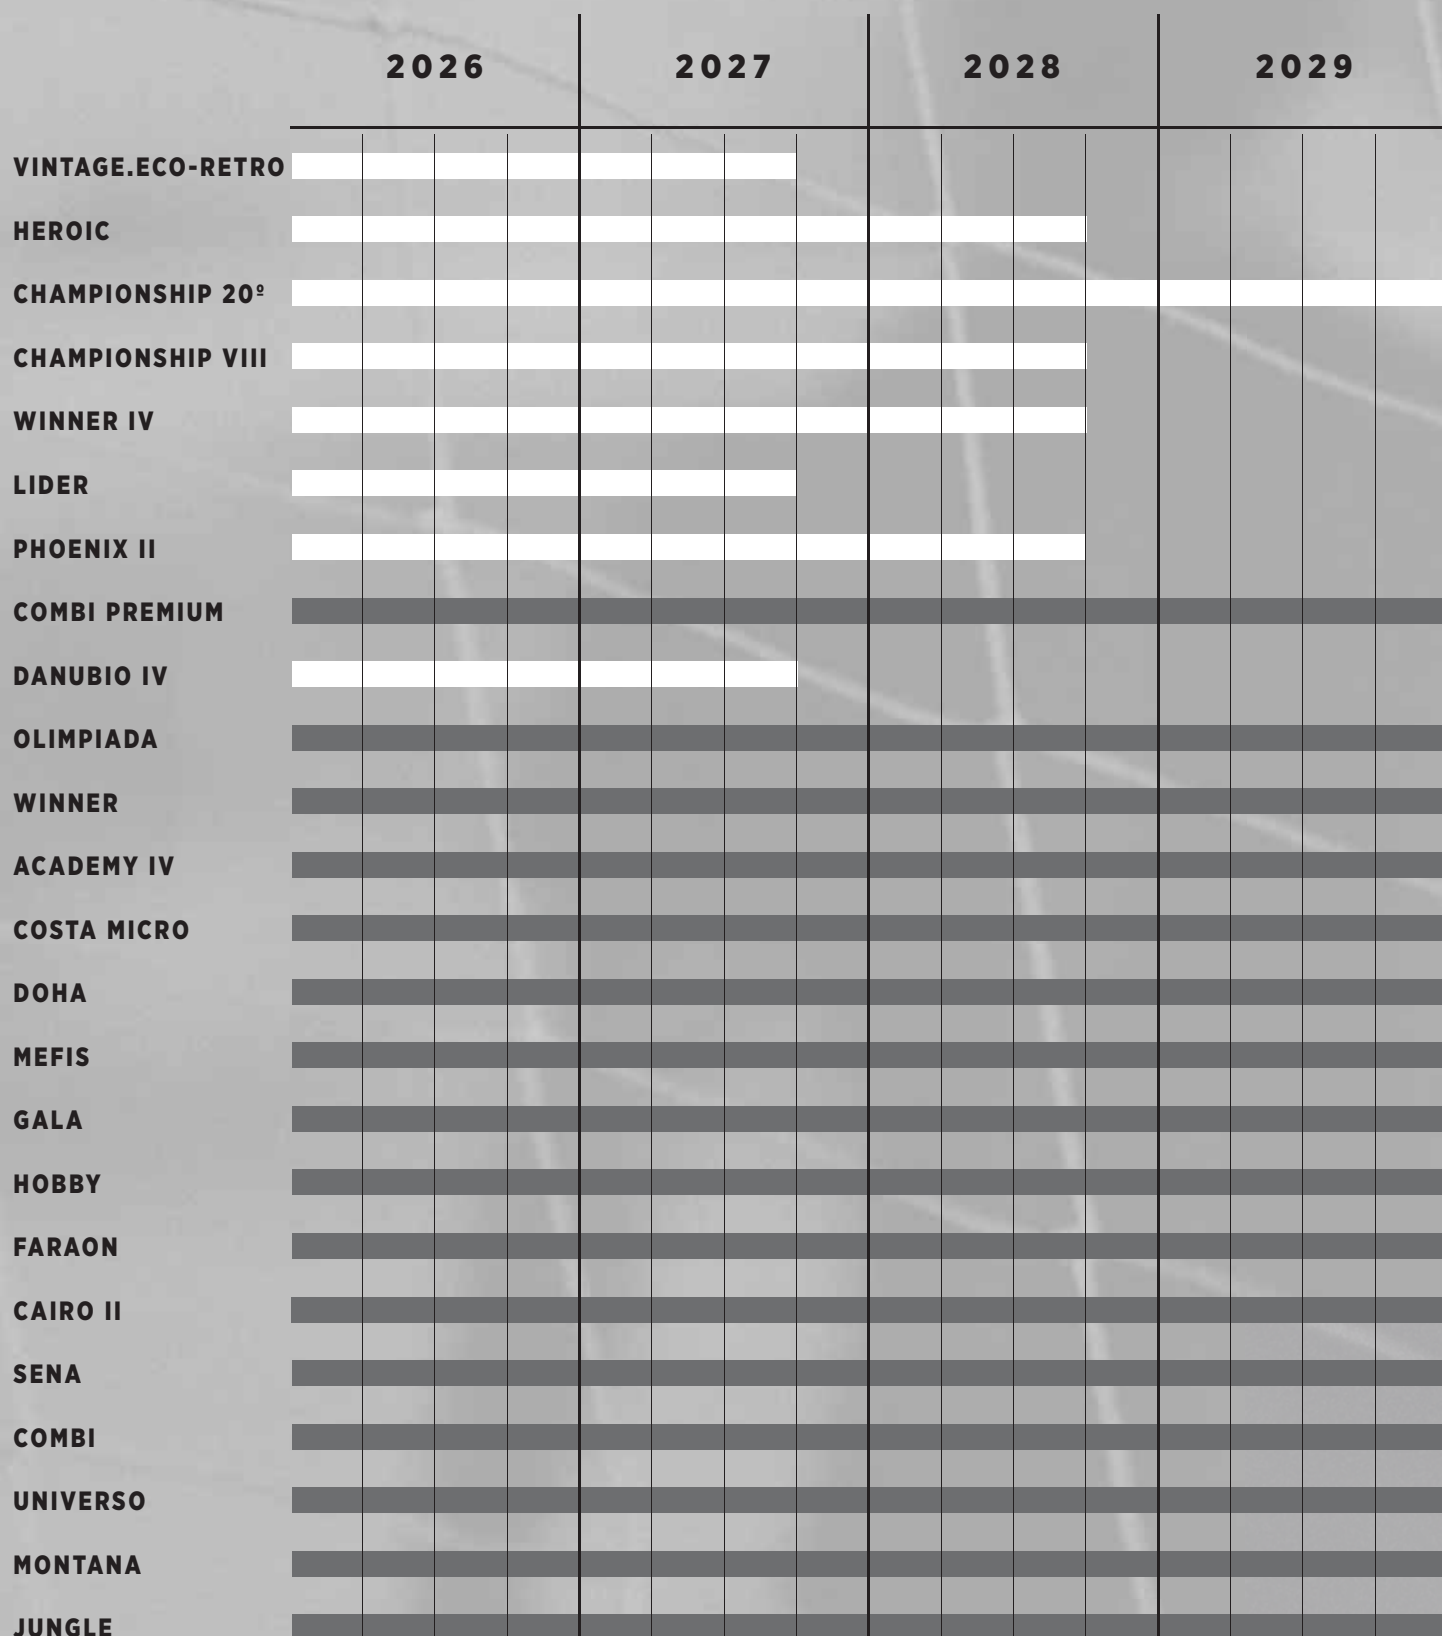 2026 2027 2028 2029
VINTAGE.ECO-RETRO
HEROIC
CHAMPIONSHIP 20º
CHAMPIONSHIP VIII
WINNER IV
LIDER
PHOENIX II
COMBI PREMIUM
DANUBIO IV
OLIMPIADA
WINNER
ACADEMY IV
COSTA MICRO
DOHA
MEFIS
GALA
HOBBY
FARAON
CAIRO II
SENA
COMBI
UNIVERSO
MONTANA
JUNGLE